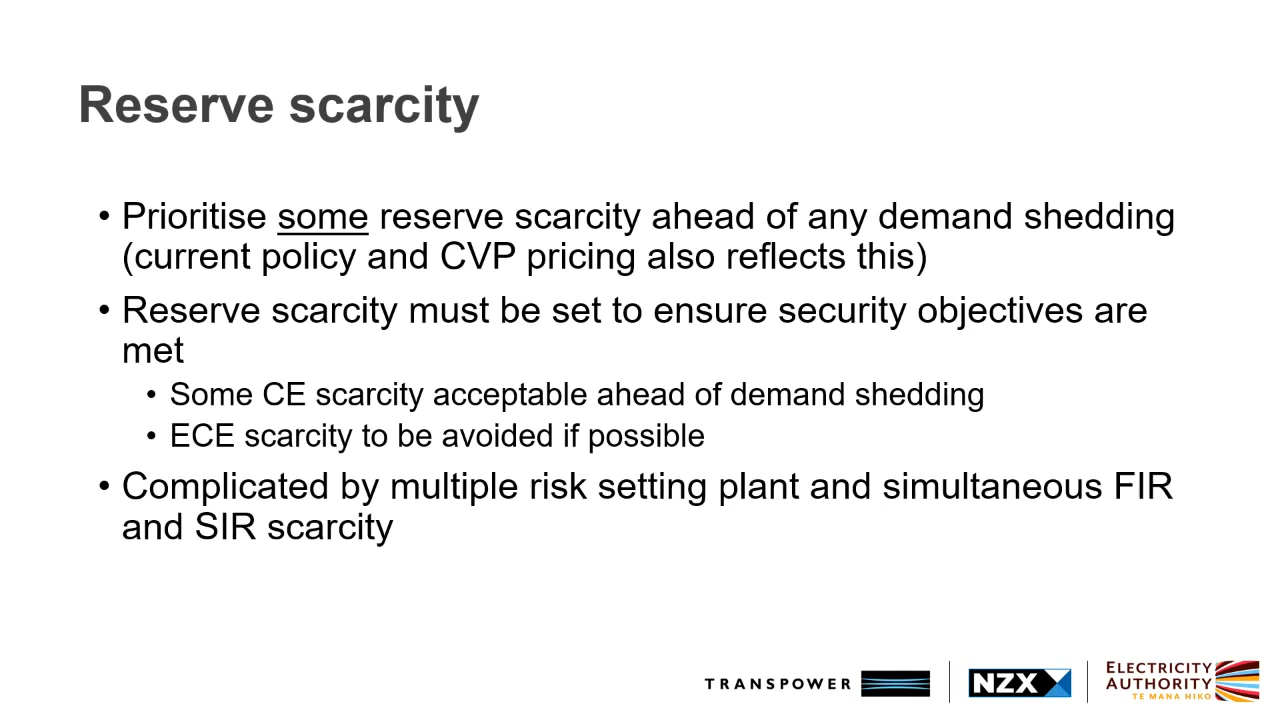 Reserve scarcity
• Prioritise some reserve scarcity ahead of any demand shedding
(current policy and CVP pricing also reflects this)
• Reserve scarcity must be set to ensure security objectives are
met
• Some CE scarcity acceptable ahead of demand shedding
• ECE scarcity to be avoided if possible
• Complicated by multiple risk setting plant and simultaneous FIR
and SIR scarcity
TRANSPOWER
NZX
ELECTRICITY
AUTHORITY
TE MANA HIKO